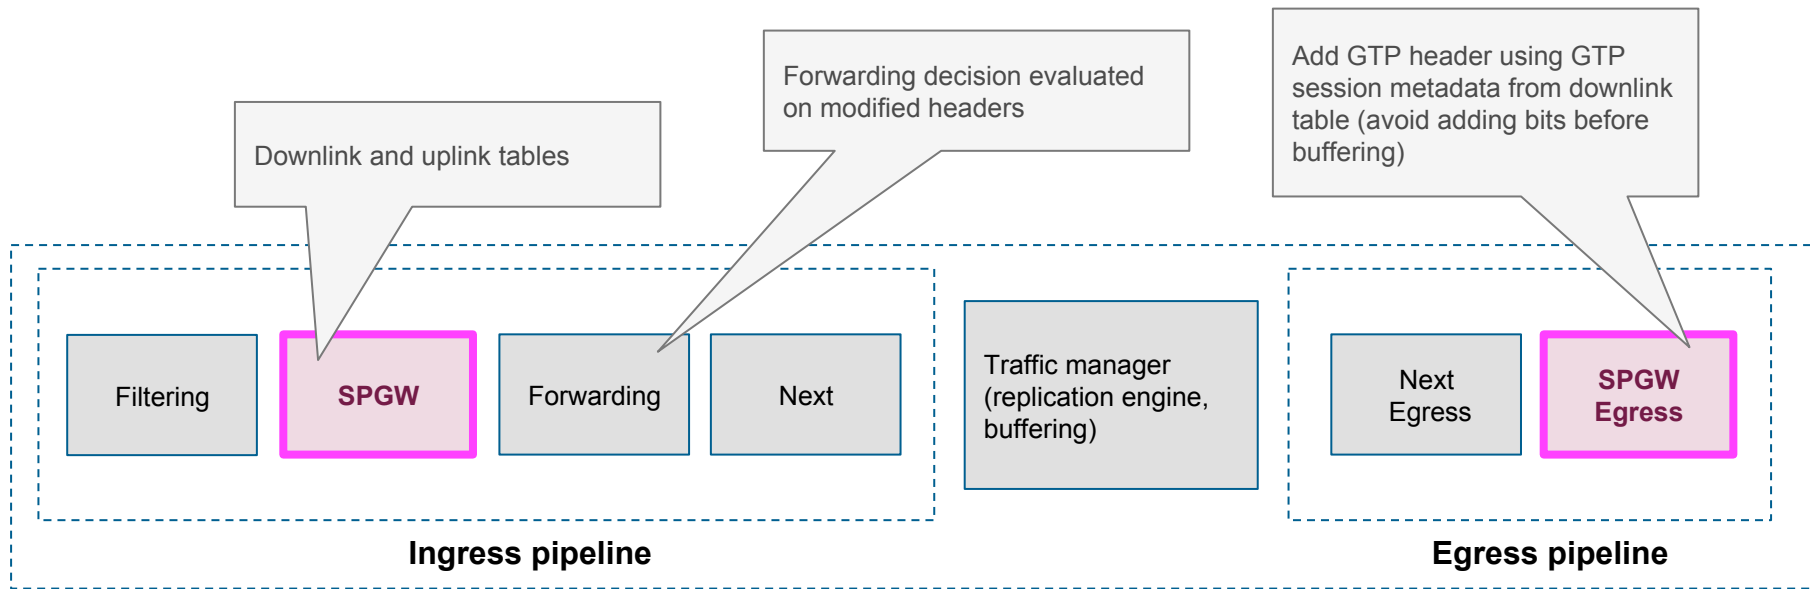 Downlink and uplink tables
Forwarding decision evaluated
on modified headers
Add GTP header using GTP
session metadata from downlink
table (avoid adding bits before
buffering)
Filtering
SPGW
Forwarding
Next
Traffic manager
(replication engine,
buffering)
Next
Egress
SPGW
Egress
Ingress pipeline
Egress pipeline